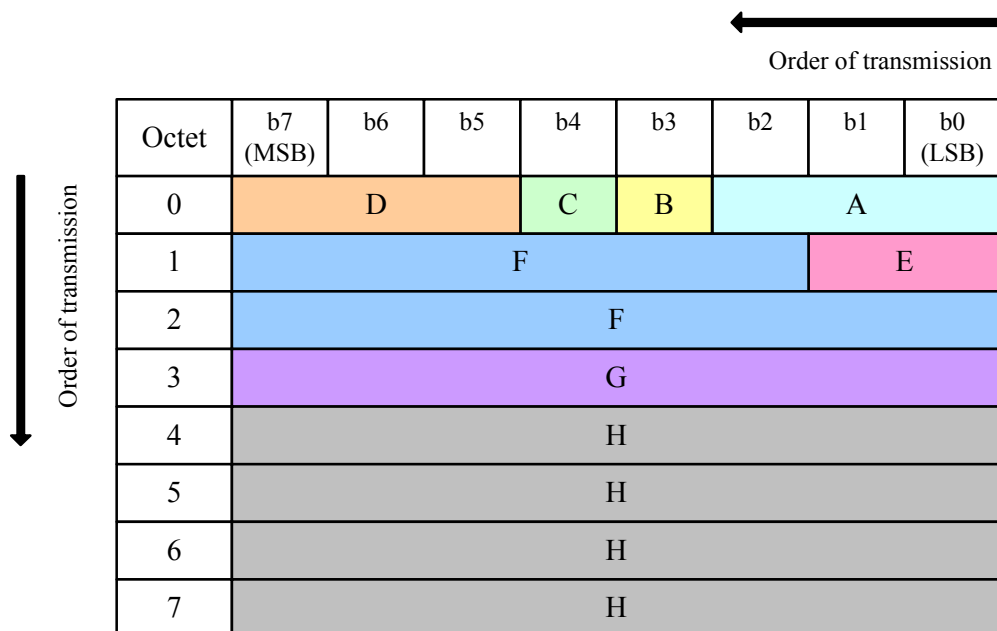 Order of transmission
Octet b7 (MSB) b6 b5 b4 b3 b2 b1 b0 (LSB)
Order of transmission
0 D C B A
1 F E
2 F
3 G
4 H
5 H
6 H
7 H